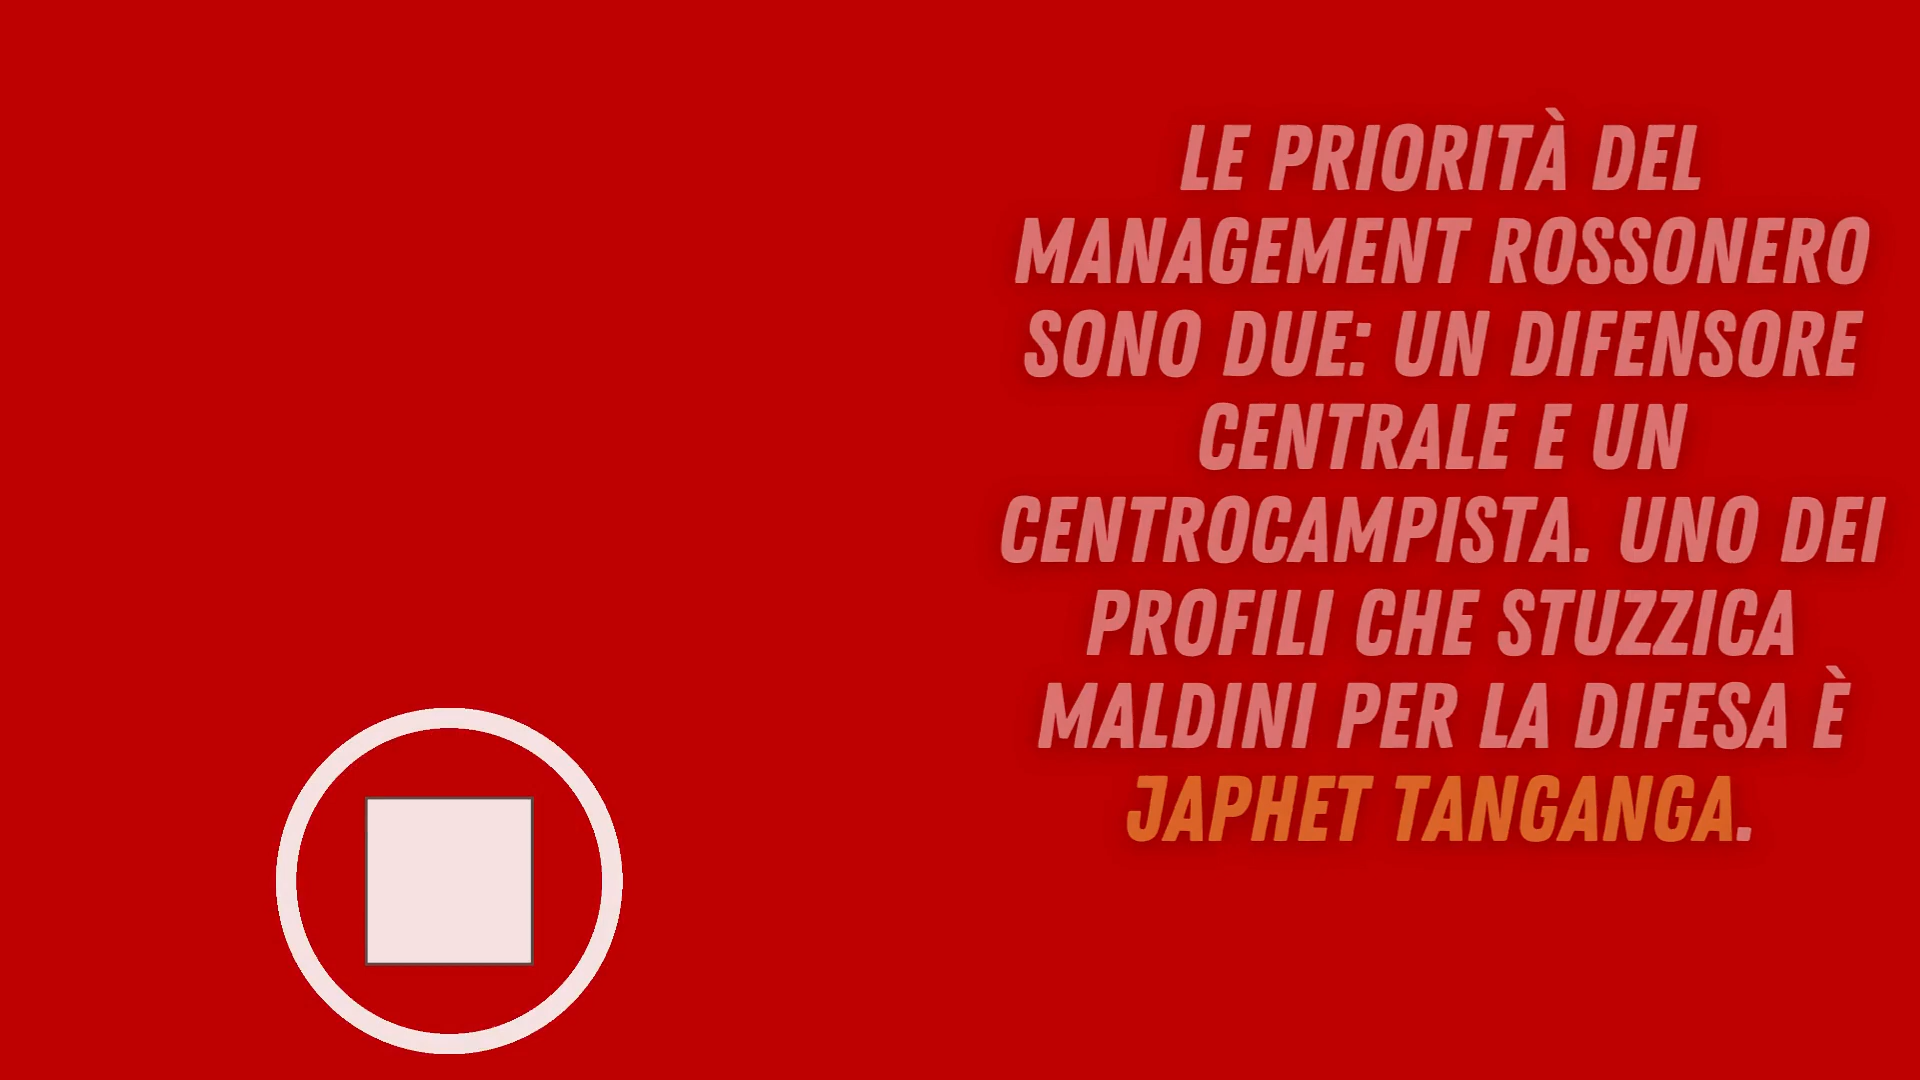 LE PRIORITÀ DEL
MANAGEMENT ROSSONERO
SONO DUE: UN DIFENSORE
CENTRALE E UN
CENTROCAMPISTA. UNO DEI
PROFILI CHE STUZZICA
MALDINI PER LA DIFESA È
JAPHET TANGANGA.